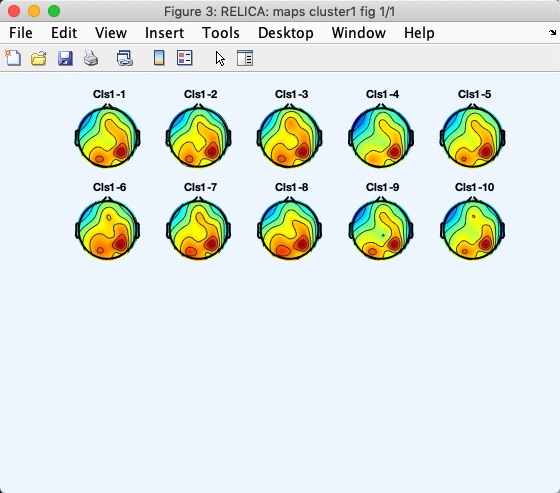 Figure 3: RELICA: maps cluster1 fig 1/1
File Edit View Insert Tools Desktop Window Help
Cls1-1 Cls1-2 Cls1-3 Cls1-4 Cls1-5
Cls1-6 Cls1-7 Cls1-8 Cls1-9 Cls1-10